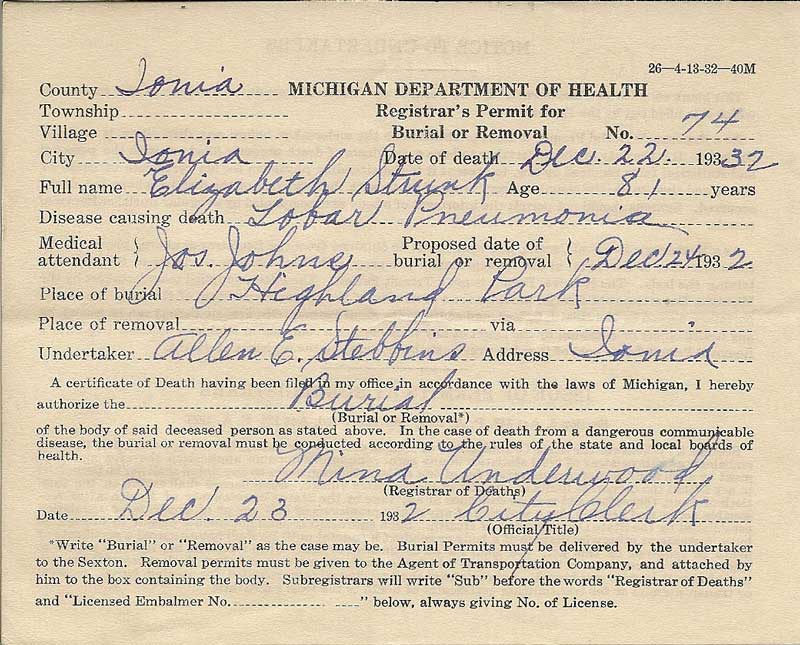 26—4-13-32—40M
County Ionia MICHIGAN DEPARTMENT OF HEALTH
Township Registrar's Permit for
Village Burial or Removal No. 74
City Ionia Date of death Dec. 22 193 32
Full name Elizabeth Strunk Age 81 years
Disease causing death Lobar Pneumonia
Medical attendant Jos. Johns Proposed date of burial or removal Dec 24 1932
Place of burial Highland Park
Place of removal via
Undertaker Allen E. Stebbins Address Ionia
A certificate of Death having been filed in my office, in accordance with the laws of Michigan, I hereby
authorize the Burial
(Burial or Removal*)
of the body of said deceased person as stated above. In the case of death from a dangerous communicable
disease, the burial or removal must be conducted according to the rules of the state and local boards of
health.
Mina Underwood
(Registrar of Deaths)
Date Dec. 23 1932 City Clerk
(Official Title)
*Write "Burial" or "Removal" as the case may be. Burial Permits must be delivered by the undertaker
to the Sexton. Removal permits must be given to the Agent of Transportation Company, and attached by
him to the box containing the body. Subregistrars will write "Sub" before the words "Registrar of Deaths"
and "Licensed Embalmer No. " below, always giving No. of License.